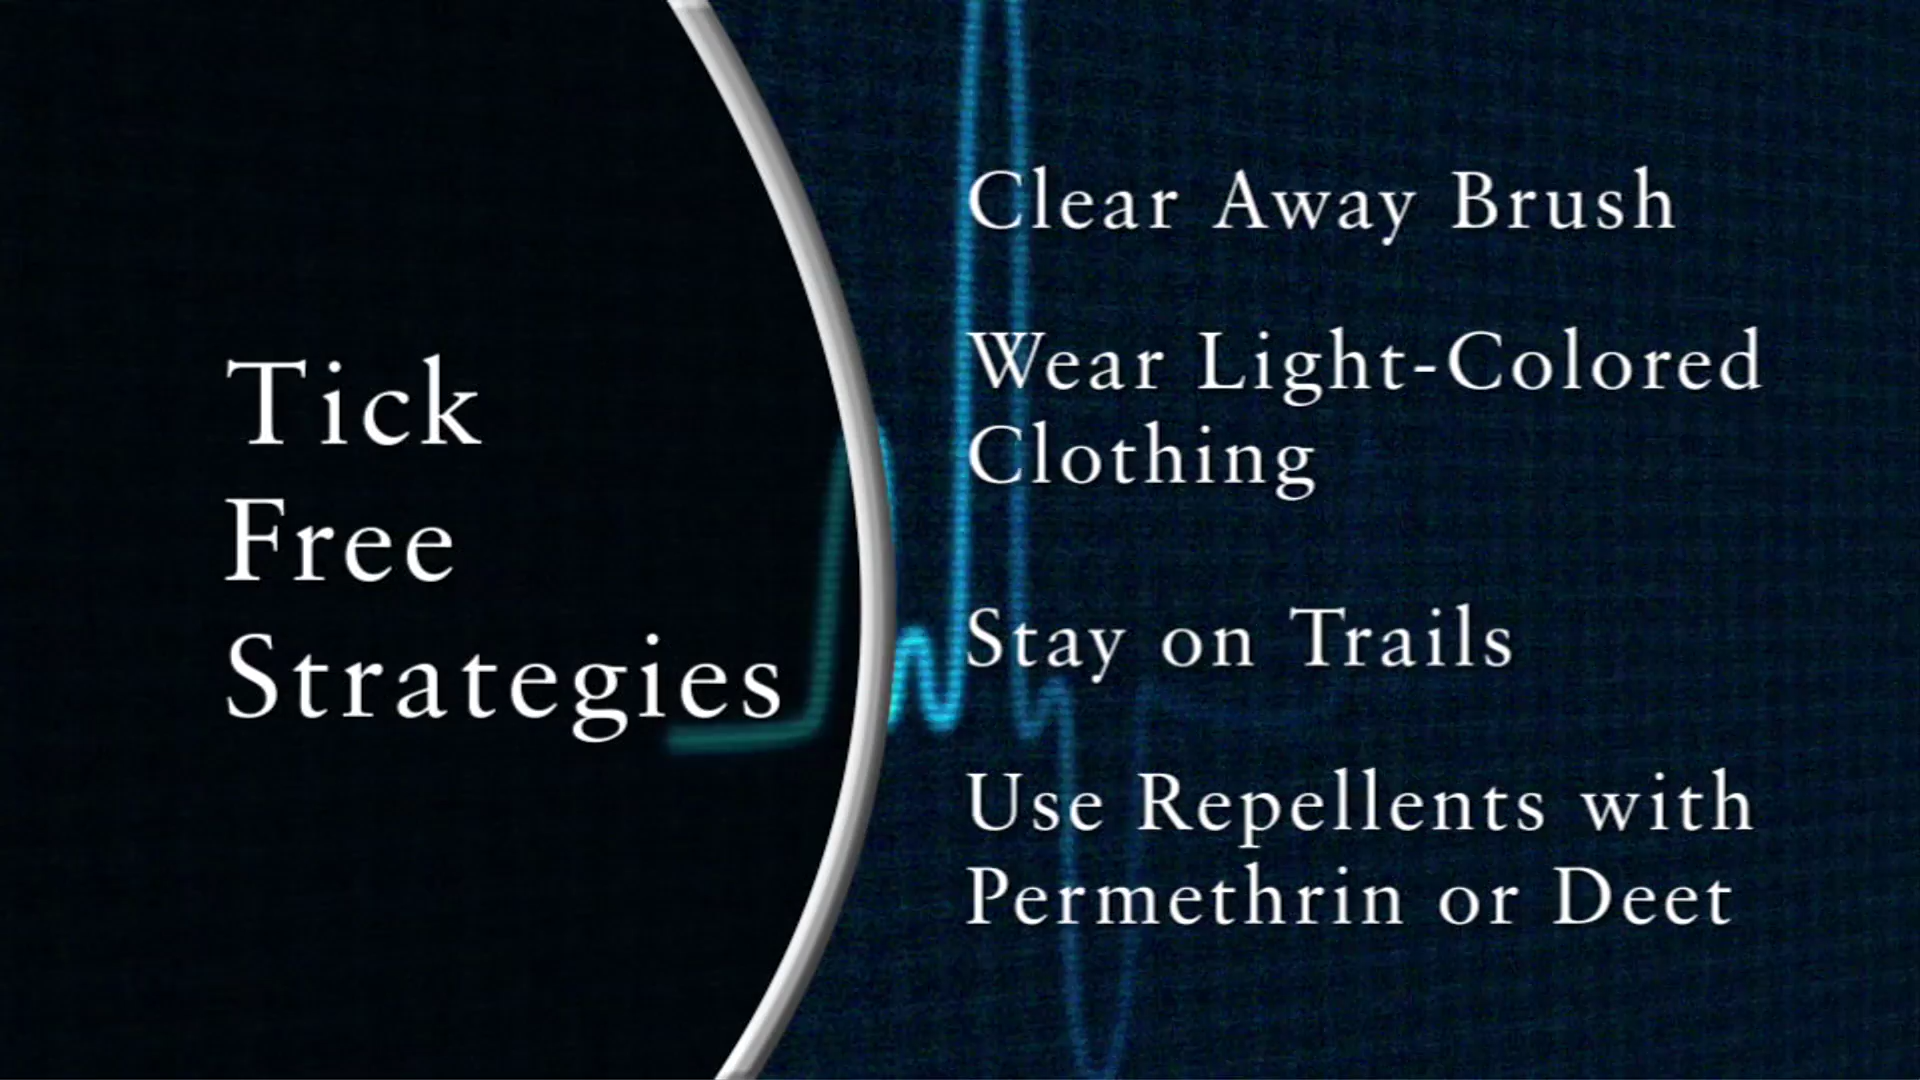 Tick
Free
Strategies
Clear Away Brush
Wear Light-Colored
Clothing
Stay on Trails
Use Repellents with
Permethrin or Deet